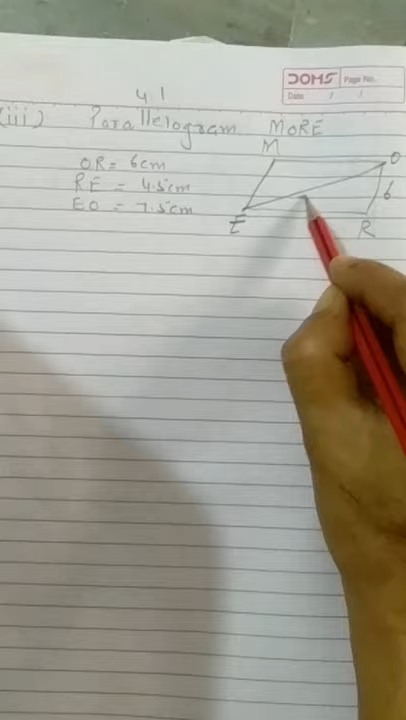 DOMS Page No.
Date / /
4.1
(iii) Parallelogram MORE
M
OR = 6cm
O
RE = 4.5cm
6
EO = 7.5cm
E
R